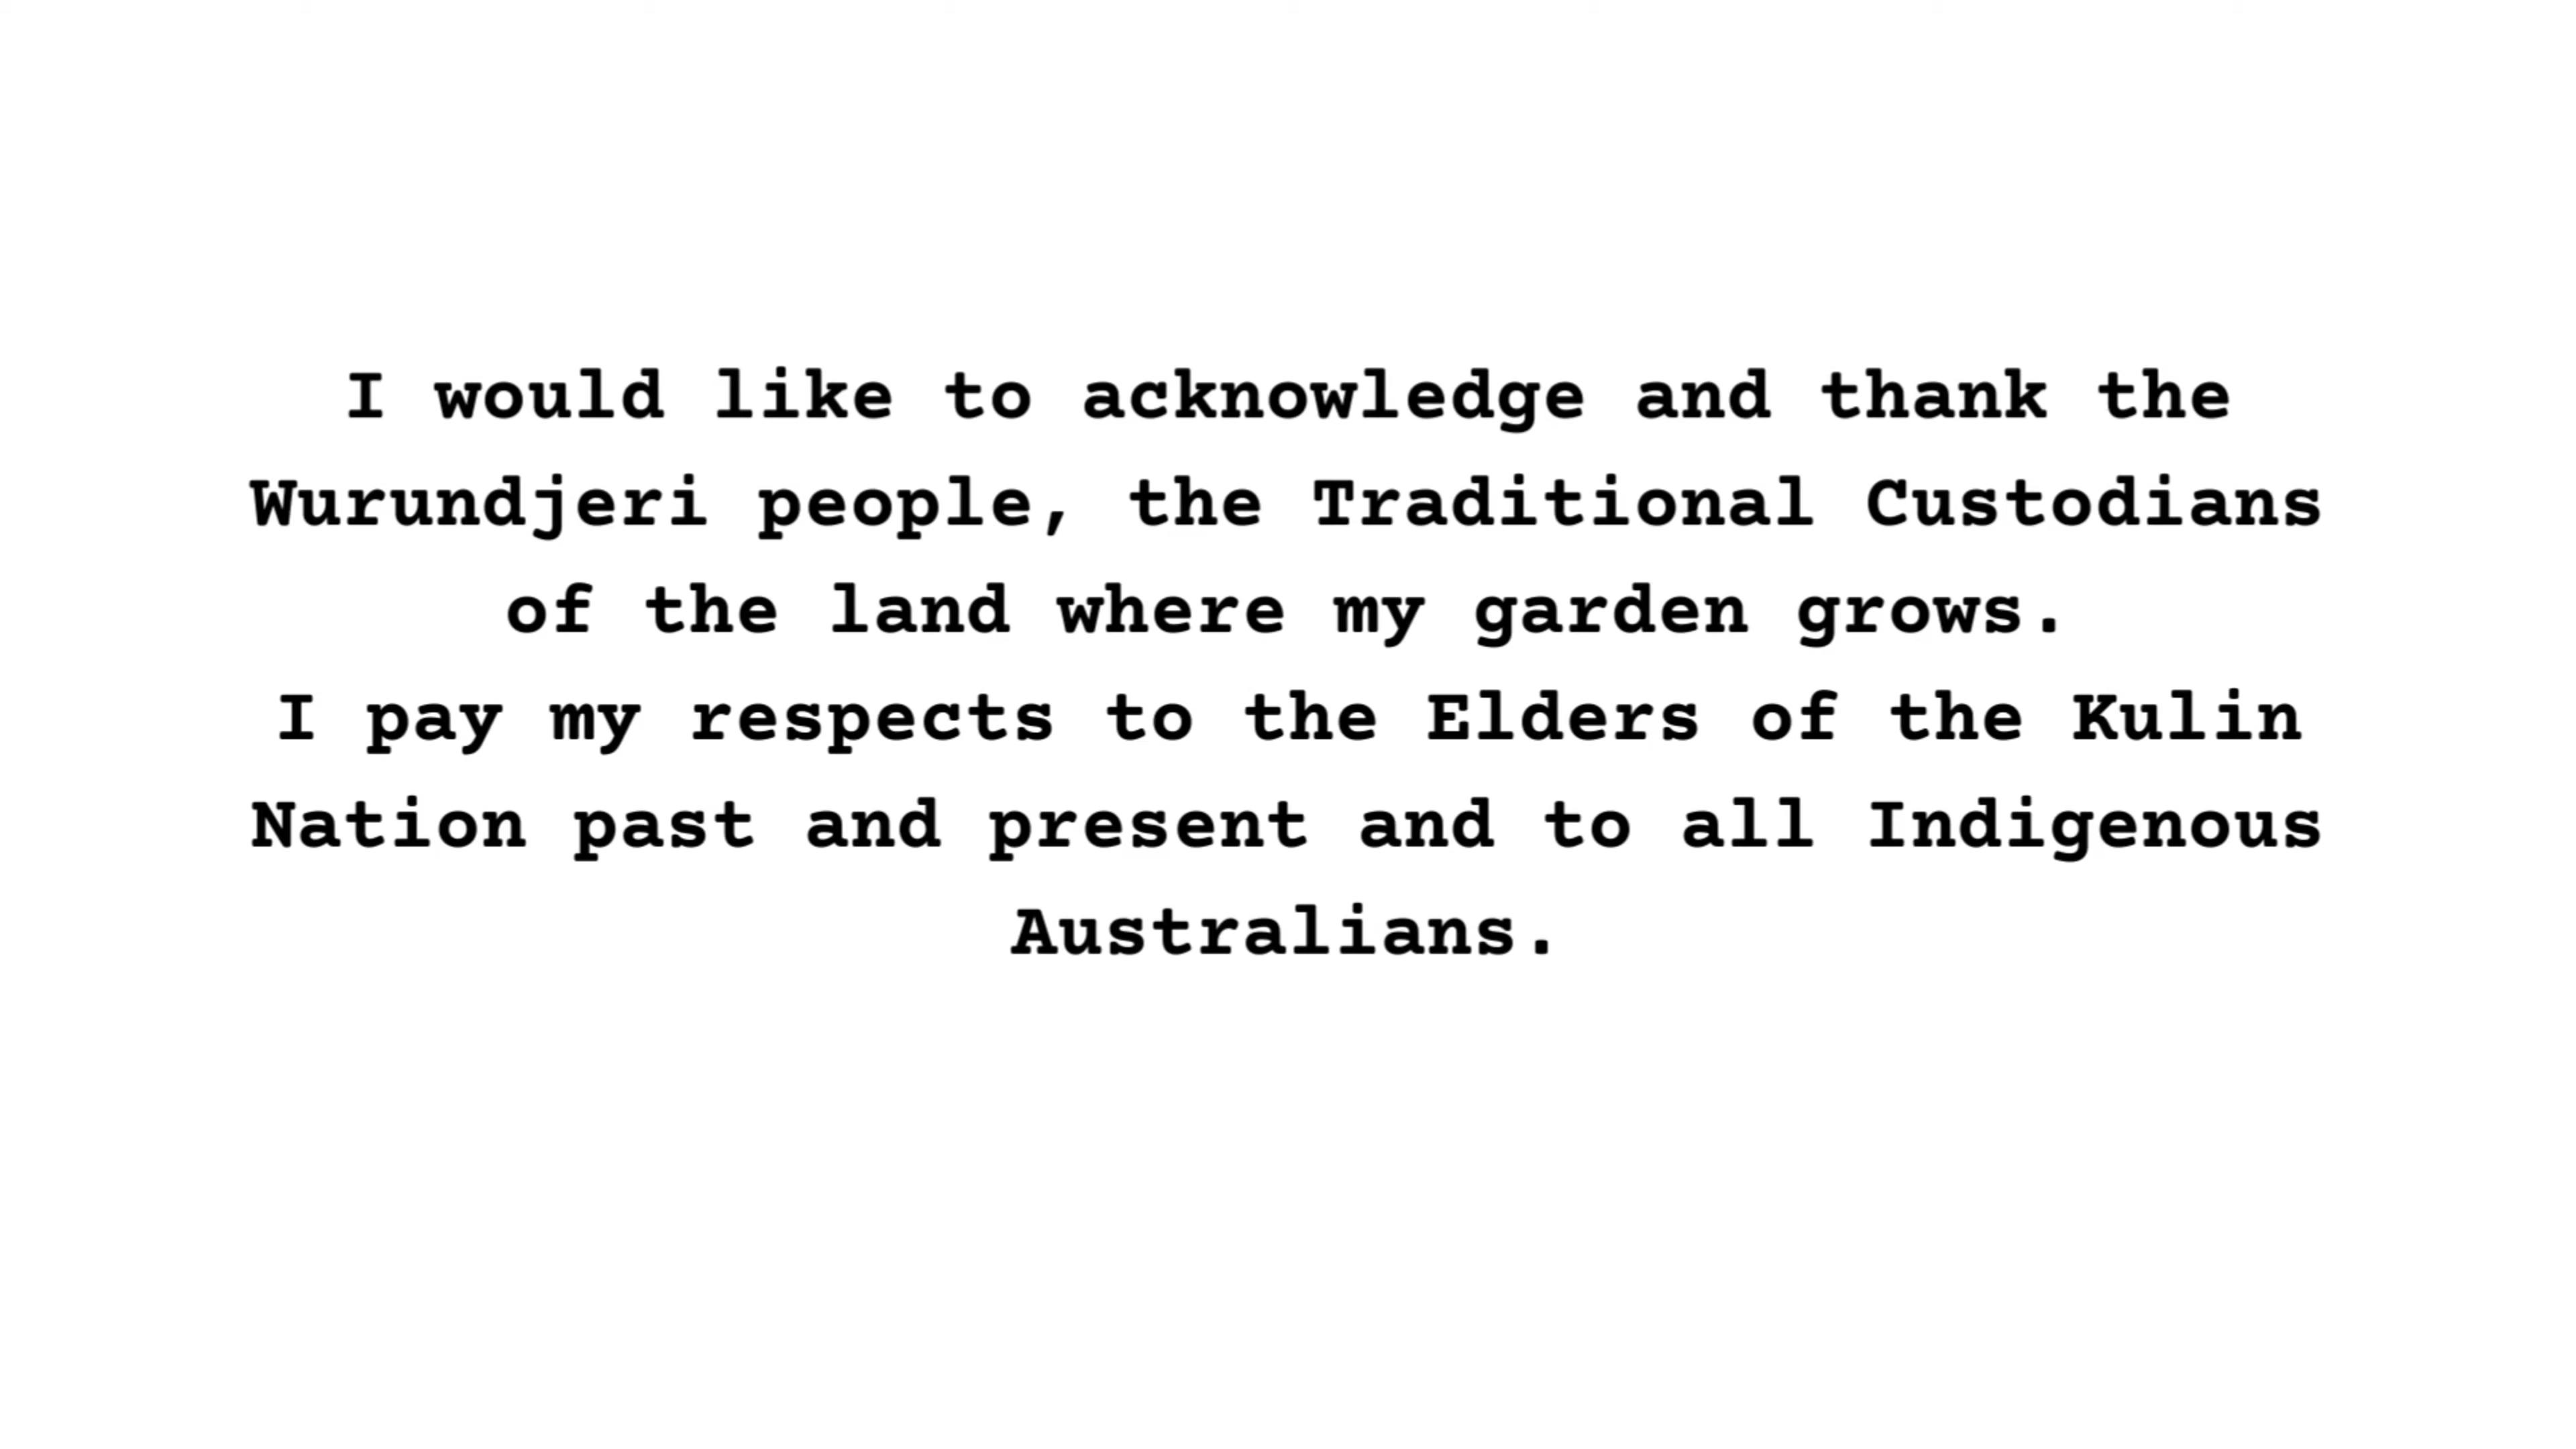 I would like to acknowledge and thank the
Wurundjeri people, the Traditional Custodians
of the land where my garden grows.
I pay my respects to the Elders of the Kulin
Nation past and present and to all Indigenous
Australians.